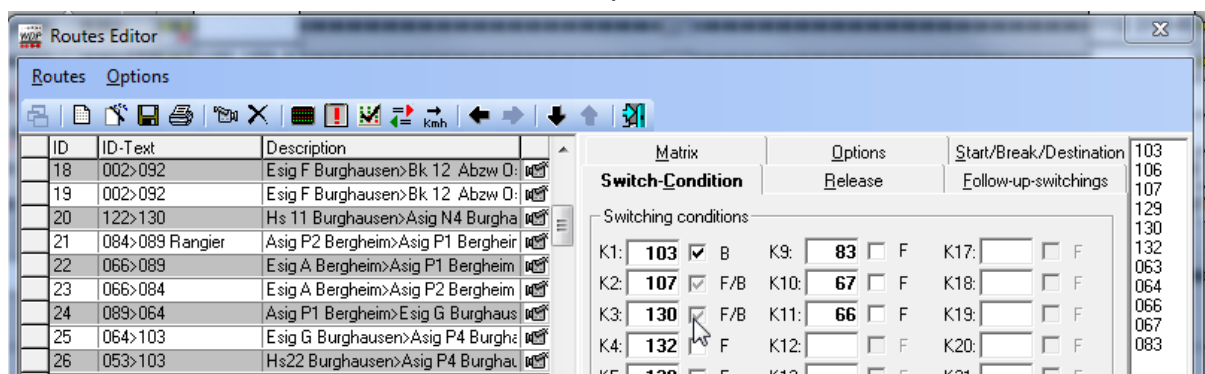 WDP Routes Editor
Routes Options
Kmh
ID ID-Text Description
18 002>092 Esig F Burghausen>Bk 12 Abzw O:
19 002>092 Esig F Burghausen>Bk 12 Abzw O:
20 122>130 Hs 11 Burghausen>Asig N4 Burgha
21 084>089 Rangier Asig P2 Bergheim>Asig P1 Bergheir
22 066>089 Esig A Bergheim>Asig P1 Bergheim
23 066>084 Esig A Bergheim>Asig P2 Bergheim
24 089>064 Asig P1 Bergheim>Esig G Burghaus
25 064>103 Esig G Burghausen>Asig P4 Burgha
26 053>103 Hs22 Burghausen>Asig P4 Burghau
Matrix Options Start/Break/Destination
Switch-Condition Release Follow-up-switchings
Switching conditions
K1: 103 B K9: 83 F K17: F
K2: 107 F/B K10: 67 F K18: F
K3: 130 F/B K11: 66 F K19: F
K4: 132 F K12: F K20: F
103
106
107
129
130
132
063
064
066
067
083